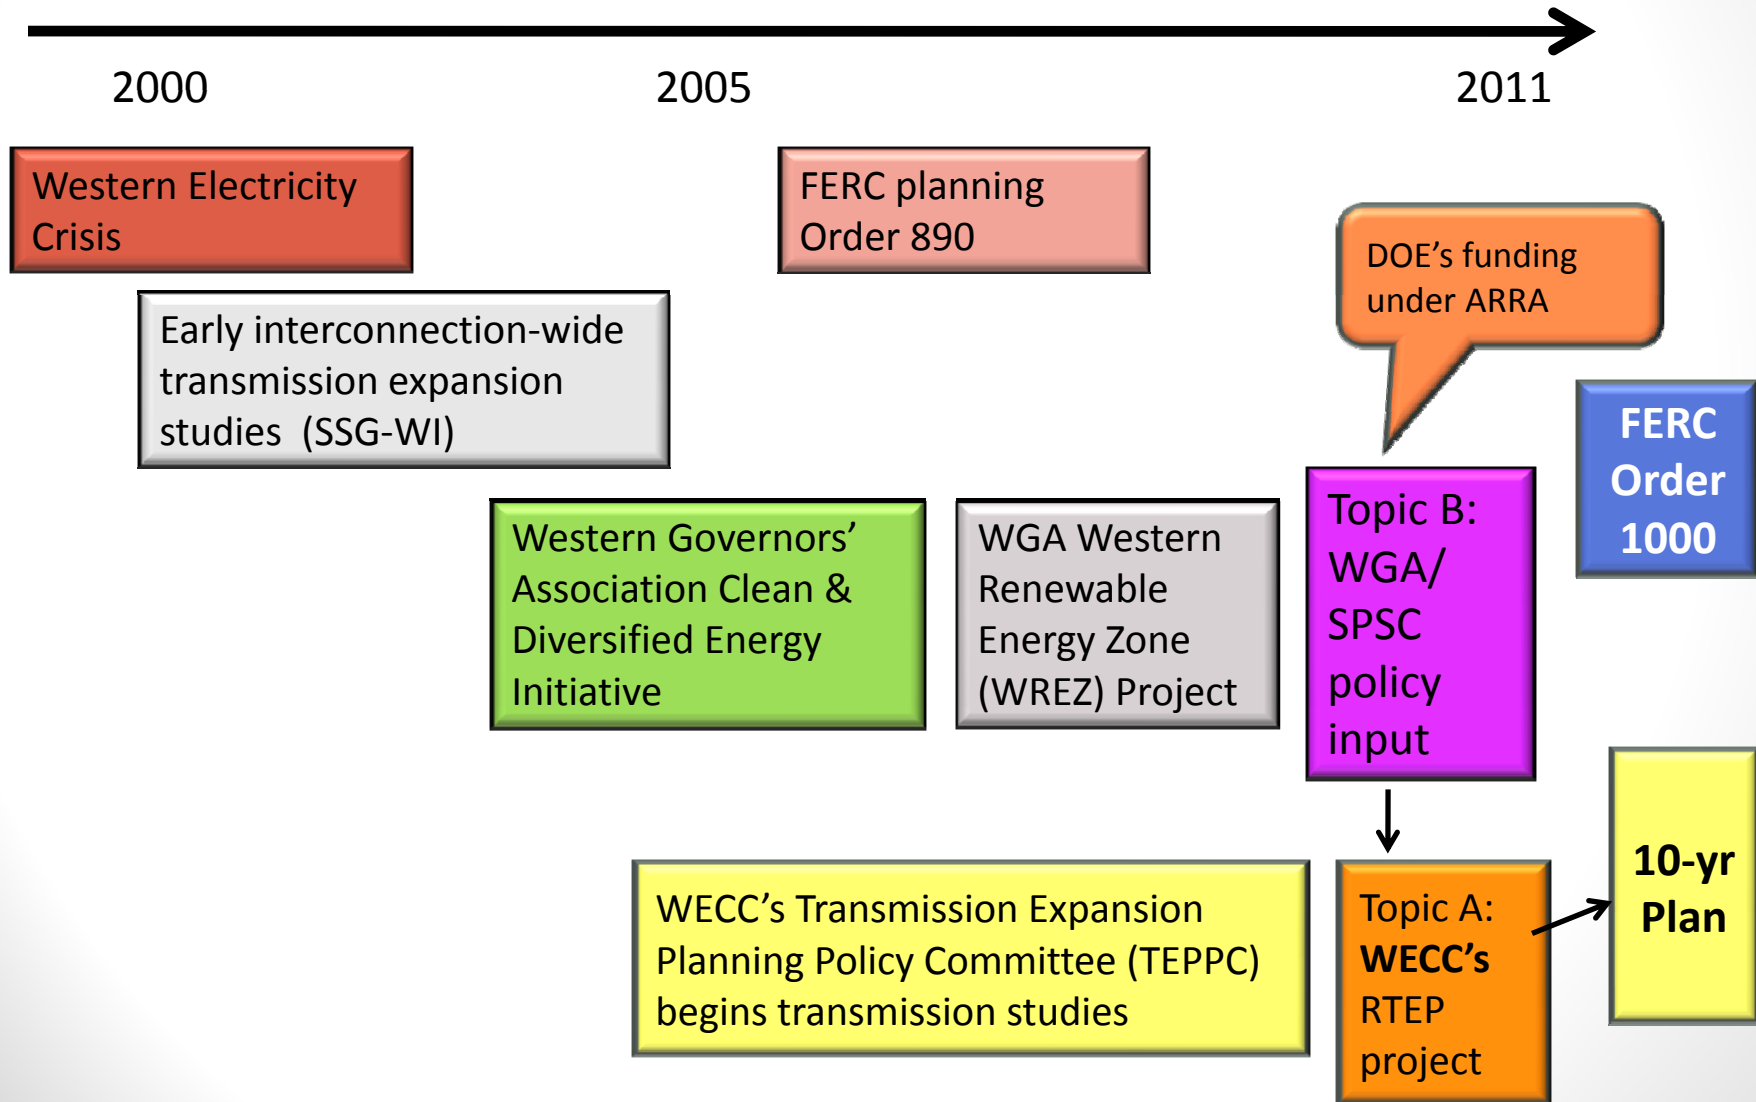 2000
2005
2011
Western Electricity
Crisis
FERC planning
Order 890
DOE’s funding
under ARRA
Early interconnection-wide
transmission expansion
studies (SSG-WI)
FERC
Order
1000
Western Governors’
Association Clean &
Diversified Energy
Initiative
WGA Western
Renewable
Energy Zone
(WREZ) Project
Topic B:
WGA/
SPSC
policy
input
10-yr
Plan
WECC’s Transmission Expansion
Planning Policy Committee (TEPPC)
begins transmission studies
Topic A:
WECC’s
RTEP
project